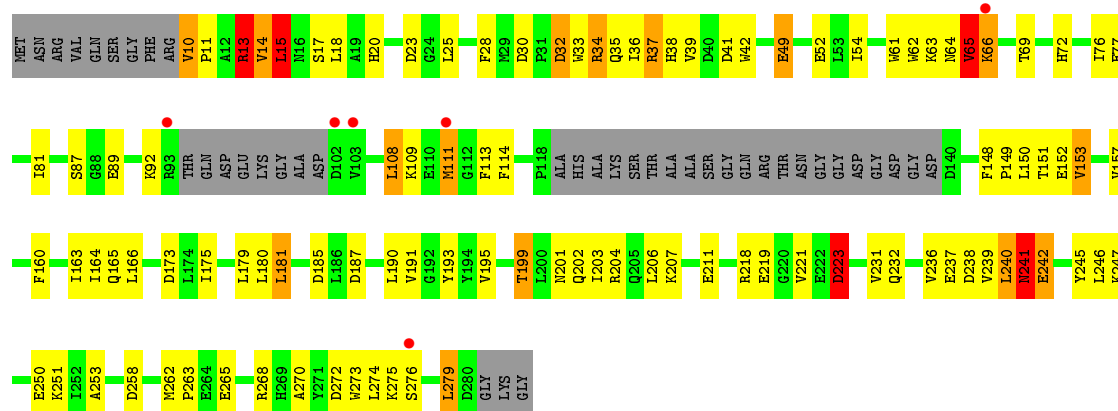 MET ASN ARG VAL GLN SER GLY PHE ARG V10 P11 A12 R13 V14 L15 N16 S17 L18 A19 H20 D23 G24 L25 F28 M29 D30 P31 D32 W33 R34 Q35 I36 R37 H38 V39 D40 D41 W42 E49 E52 L53 I54 W61 W62 K63 N64 V65 K66 T69 H72 I76 E77
I81 S87 G88 E89 K92 R93 THR GLN ASP GLU LYS GLY ALA ASP D102 V103 L108 K109 E110 M111 G112 F113 F114 P118 ALA HIS ALA LYS SER THR ALA ALA SER GLY GLN ARG THR ASN GLY GLY ASP GLY ASP GLY ASP D140 F148 P149 L150 T151 E152 V153 V157
F160 I163 I164 Q165 L166 D173 L174 I175 L179 L180 L181 D185 L186 D187 L190 V191 G192 Y193 Y194 V195 T199 L200 N201 Q202 I203 R204 Q205 L206 K207 E211 R218 E219 G220 V221 E222 D223 V231 Q232 V236 E237 D238 V239 L240 N241 E242 Y245 L246 K247
E250 K251 I252 A253 D258 M262 P263 E264 E265 R268 H269 A270 Y271 D272 W273 L274 K275 S276 L279 D280 GLY LYS GLY